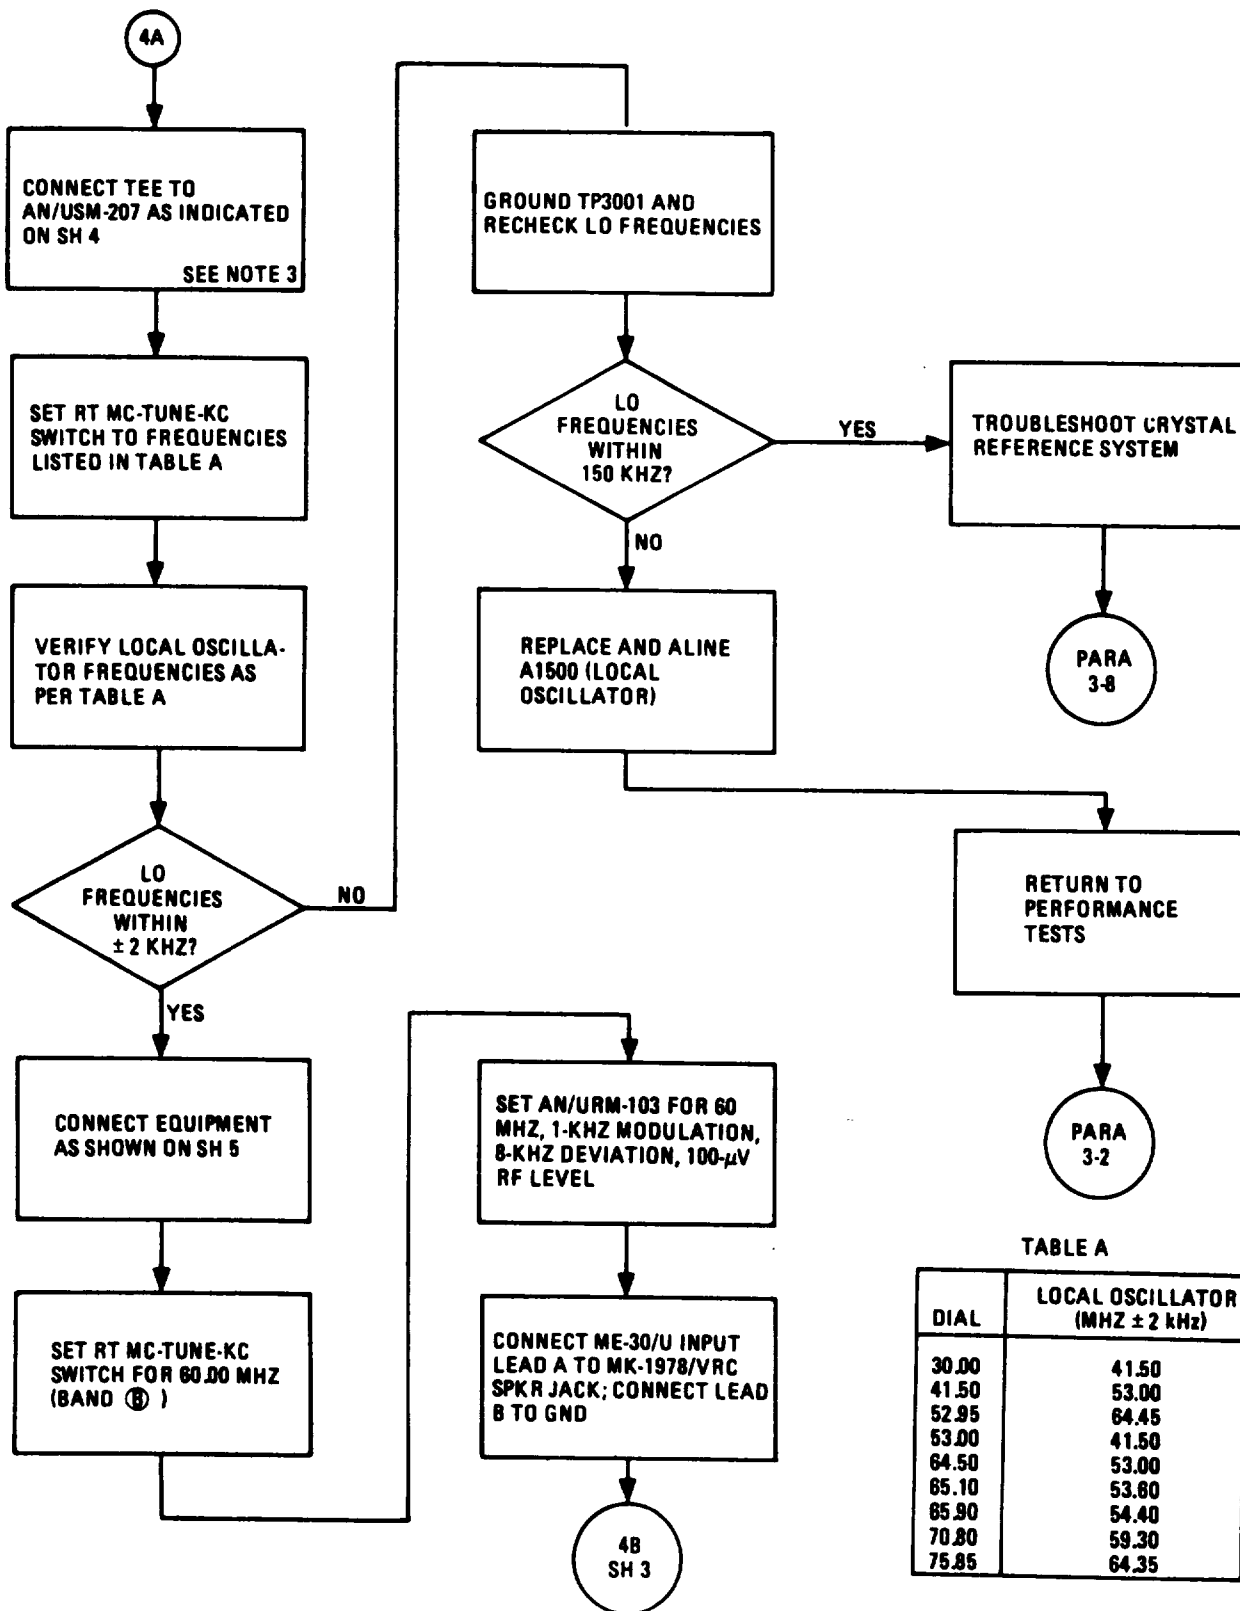 4A
CONNECT TEE TO
AN/USM-207 AS INDICATED
ON SH 4
SEE NOTE 3
SET RT MC-TUNE-KC
SWITCH TO FREQUENCIES
LISTED IN TABLE A
VERIFY LOCAL OSCILLA-
TOR FREQUENCIES AS
PER TABLE A
LO
FREQUENCIES
WITHIN
± 2 KHZ?
NO
YES
CONNECT EQUIPMENT
AS SHOWN ON SH 5
SET RT MC-TUNE-KC
SWITCH FOR 60.00 MHZ
(BAND Ⓑ )
GROUND TP3001 AND
RECHECK LO FREQUENCIES
LO
FREQUENCIES
WITHIN
150 KHZ?
YES
NO
REPLACE AND ALINE
A1500 (LOCAL
OSCILLATOR)
SET AN/URM-103 FOR 60
MHZ, 1-KHZ MODULATION,
8-KHZ DEVIATION, 100-μV
RF LEVEL
CONNECT ME-30/U INPUT
LEAD A TO MK-1978/VRC
SPKR JACK; CONNECT LEAD
B TO GND
4B
SH 3
TROUBLESHOOT CRYSTAL
REFERENCE SYSTEM
PARA
3-8
RETURN TO
PERFORMANCE
TESTS
PARA
3-2
TABLE A
DIAL LOCAL OSCILLATOR
(MHZ ± 2 kHz)
30.00 41.50
41.50 53.00
52.95 64.45
53.00 41.50
64.50 53.00
65.10 53.60
65.90 54.40
70.80 59.30
75.85 64.35